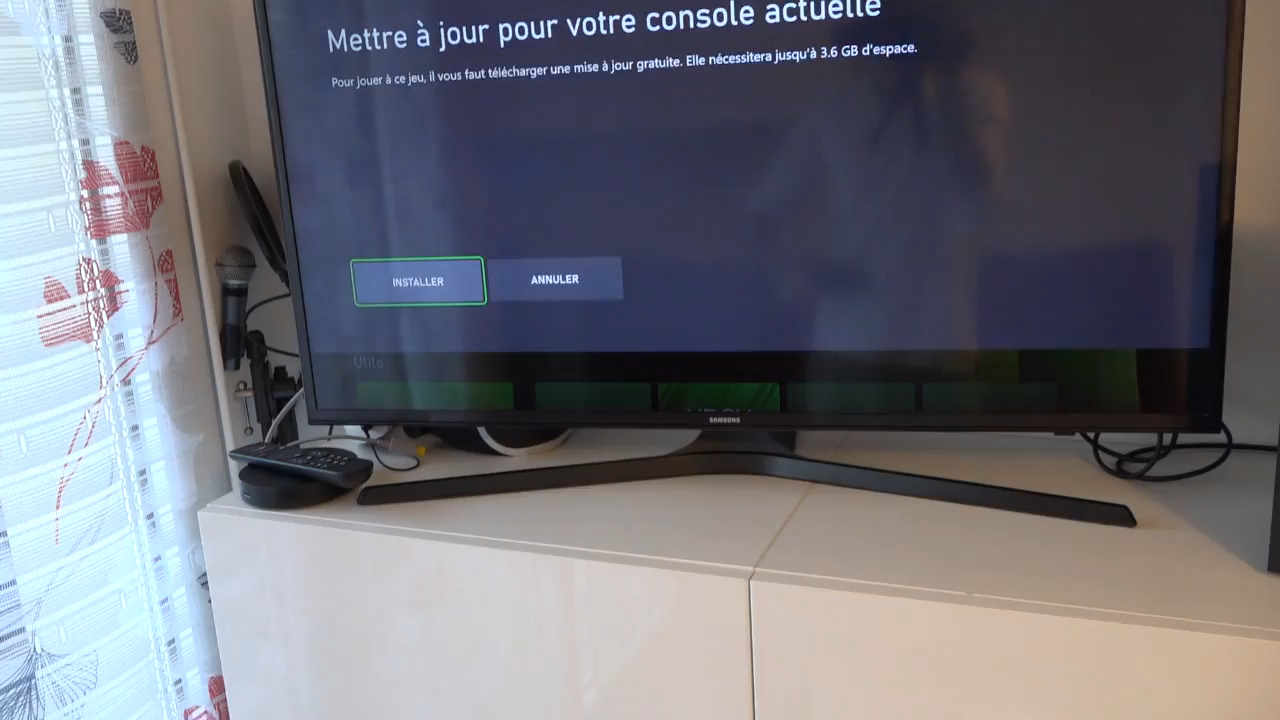 Mettre à jour pour votre console actuelle
Pour jouer à ce jeu, il vous faut télécharger une mise à jour gratuite. Elle nécessitera jusqu'à 3.6 GB d'espace.
INSTALLER
ANNULER
Utile
SAMSUNG